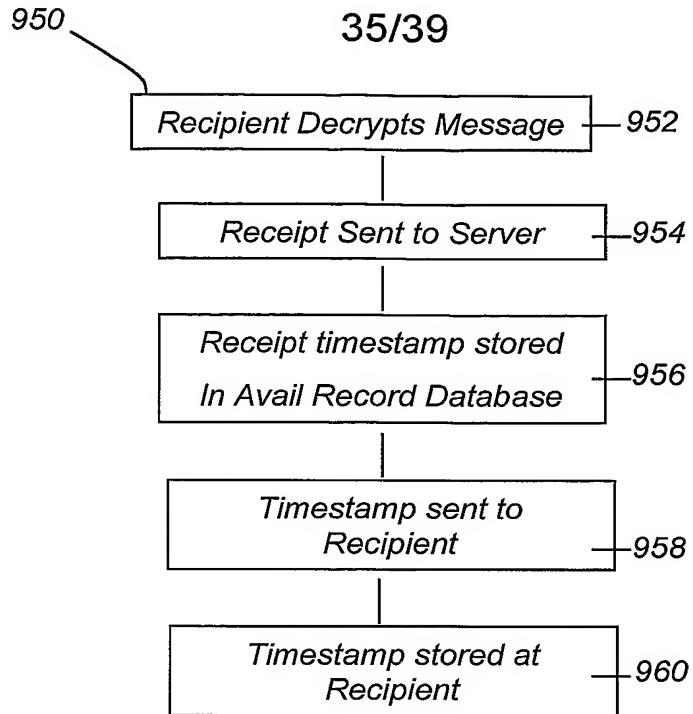 950
35/39
Recipient Decrypts Message
952
Receipt Sent to Server
954
Receipt timestamp stored
In Avail Record Database
956
Timestamp sent to
Recipient
958
Timestamp stored at
Recipient
960